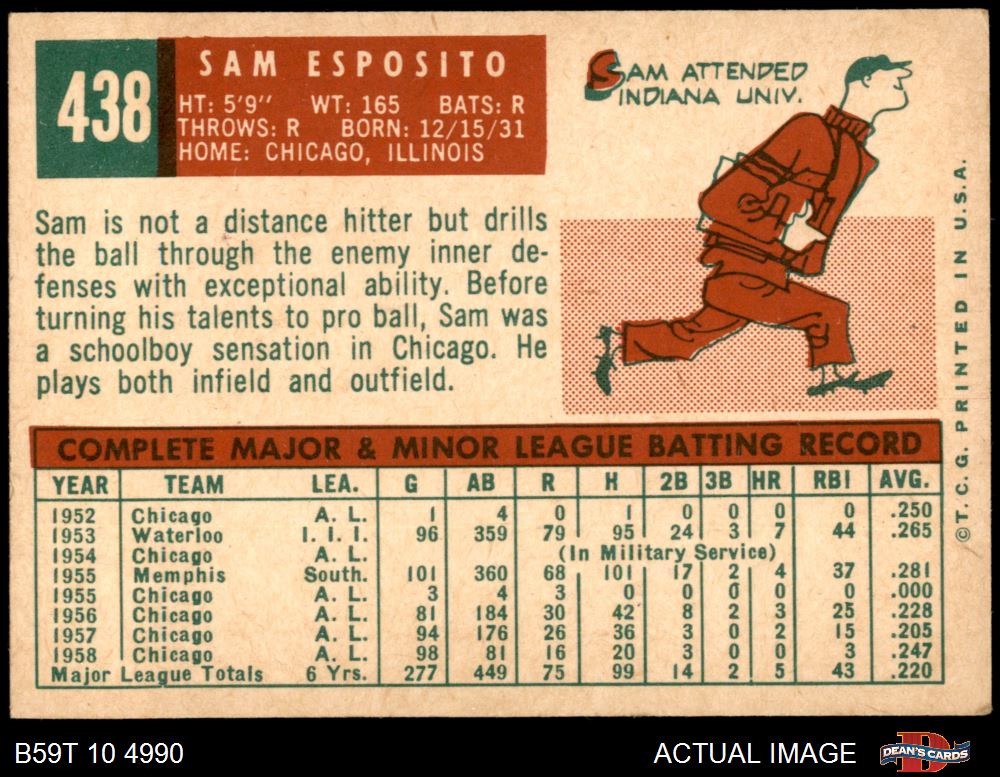 438
SAM ESPOSITO
HT: 5'9" WT: 165 BATS: R
THROWS: R BORN: 12/15/31
HOME: CHICAGO, ILLINOIS
SAM ATTENDED
INDIANA UNIV.
Sam is not a distance hitter but drills
the ball through the enemy inner de-
fenses with exceptional ability. Before
turning his talents to pro ball, Sam was
a schoolboy sensation in Chicago. He
plays both infield and outfield.
©T. C. G. PRINTED IN U.S.A.
COMPLETE MAJOR & MINOR LEAGUE BATTING RECORD
YEAR TEAM LEA. G AB R H 2B 3B HR RBI AVG.
1952 Chicago A. L. 1 4 0 1 0 0 0 0 .250
1953 Waterloo I. I. I. 96 359 79 95 24 3 7 44 .265
1954 Chicago A. L. (In Military Service)
1955 Memphis South. 101 360 68 101 17 2 4 37 .281
1955 Chicago A. L. 3 4 3 0 0 0 0 0 .000
1956 Chicago A. L. 81 184 30 42 8 2 3 25 .228
1957 Chicago A. L. 94 176 26 36 3 0 2 15 .205
1958 Chicago A. L. 98 81 16 20 3 0 0 3 .247
Major League Totals 6 Yrs. 277 449 75 99 14 2 5 43 .220
B59T 10 4990
ACTUAL IMAGE
DEAN'S CARDS